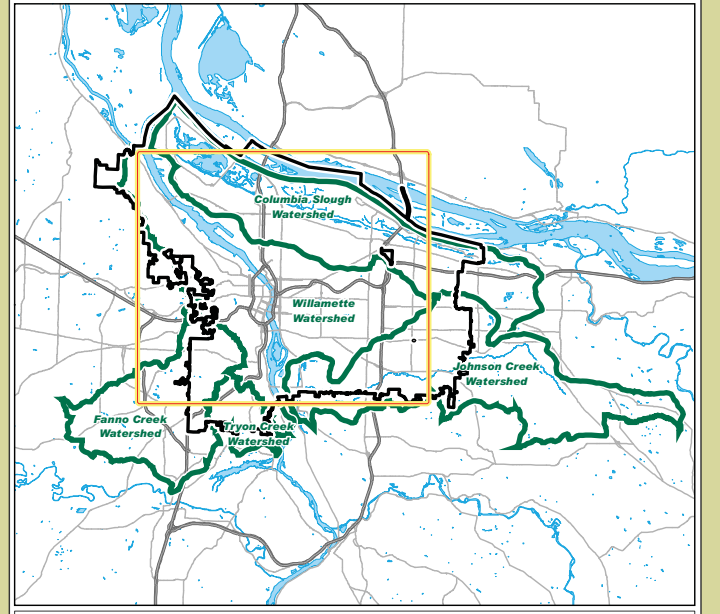 Columbia Slough
Watershed
Willamette
Watershed
Johnson Creek
Watershed
Fanno Creek
Watershed
Tryon Creek
Watershed